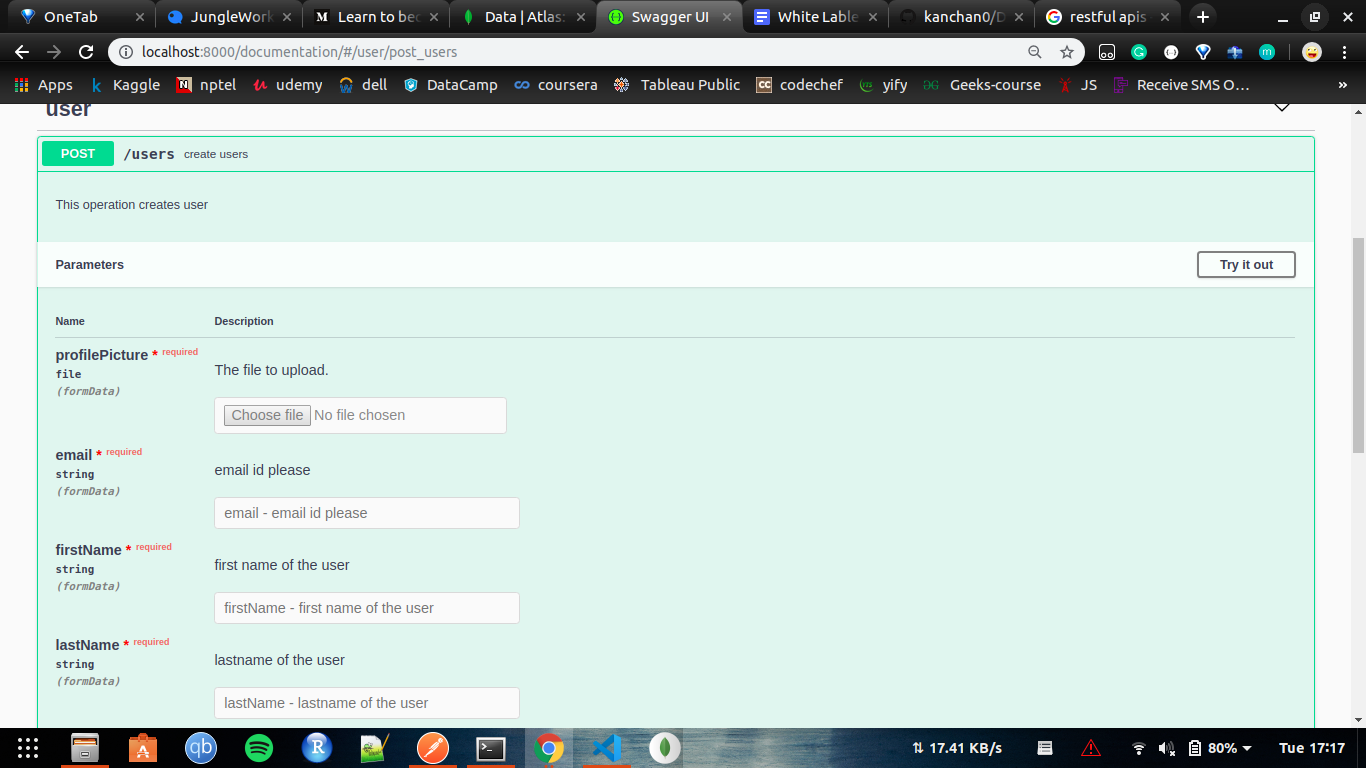 OneTab
JungleWork
Learn to bec
Data | Atlas:
Swagger UI
White Lable
kanchan0/D
restful apis
localhost:8000/documentation/#/user/post_users
Apps
Kaggle
nptel
udemy
dell
DataCamp
coursera
Tableau Public
codechef
yify
Geeks-course
JS
Receive SMS O…
»
user
POST /users create users
This operation creates user
Parameters
Try it out
Name Description
profilePicture * required
file
(formData)
The file to upload.
Choose file No file chosen
email * required
string
(formData)
email id please
email - email id please
firstName * required
string
(formData)
first name of the user
firstName - first name of the user
lastName * required
string
(formData)
lastname of the user
lastName - lastname of the user
17.41 KB/s
80%
Tue 17:17